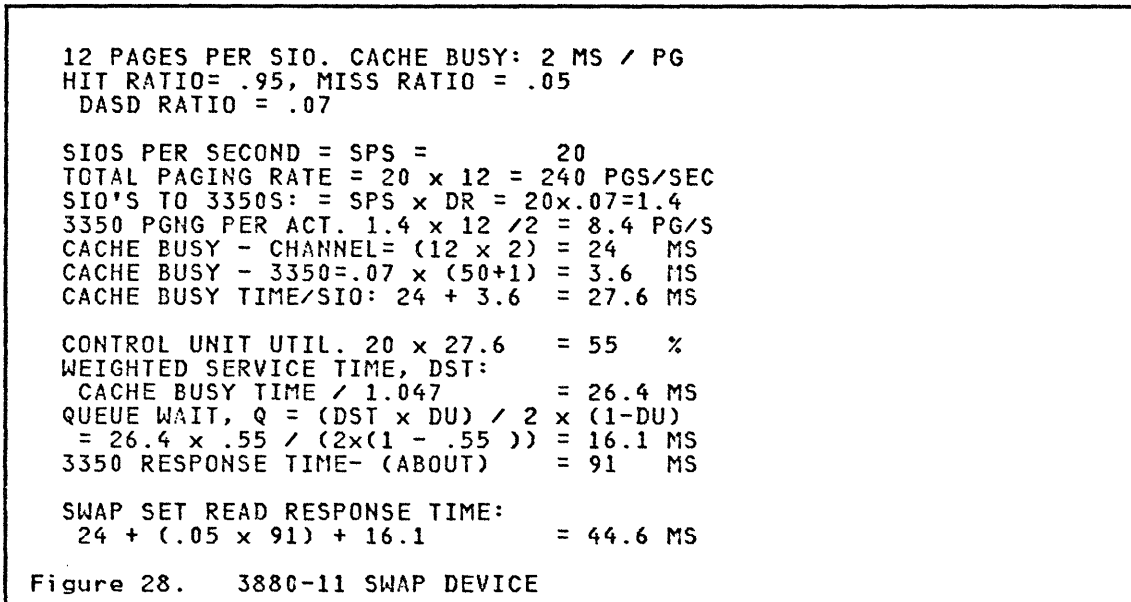 12 PAGES PER SIO. CACHE BUSY: 2 MS / PG
HIT RATIO= .95, MISS RATIO = .05
DASD RATIO = .07
SIOS PER SECOND = SPS = 20
TOTAL PAGING RATE = 20 x 12 = 240 PGS/SEC
SIO'S TO 3350S: = SPS x DR = 20x.07=1.4
3350 PGNG PER ACT. 1.4 x 12 /2 = 8.4 PG/S
CACHE BUSY - CHANNEL= (12 x 2) = 24 MS
CACHE BUSY - 3350=.07 x (50+1) = 3.6 MS
CACHE BUSY TIME/SIO: 24 + 3.6 = 27.6 MS
CONTROL UNIT UTIL. 20 x 27.6 = 55 %
WEIGHTED SERVICE TIME, DST:
CACHE BUSY TIME / 1.047 = 26.4 MS
QUEUE WAIT, Q = (DST x DU) / 2 x (1-DU)
= 26.4 x .55 / (2x(1 - .55 )) = 16.1 MS
3350 RESPONSE TIME- (ABOUT) = 91 MS
SWAP SET READ RESPONSE TIME:
24 + (.05 x 91) + 16.1 = 44.6 MS
Figure 28. 3880-11 SWAP DEVICE